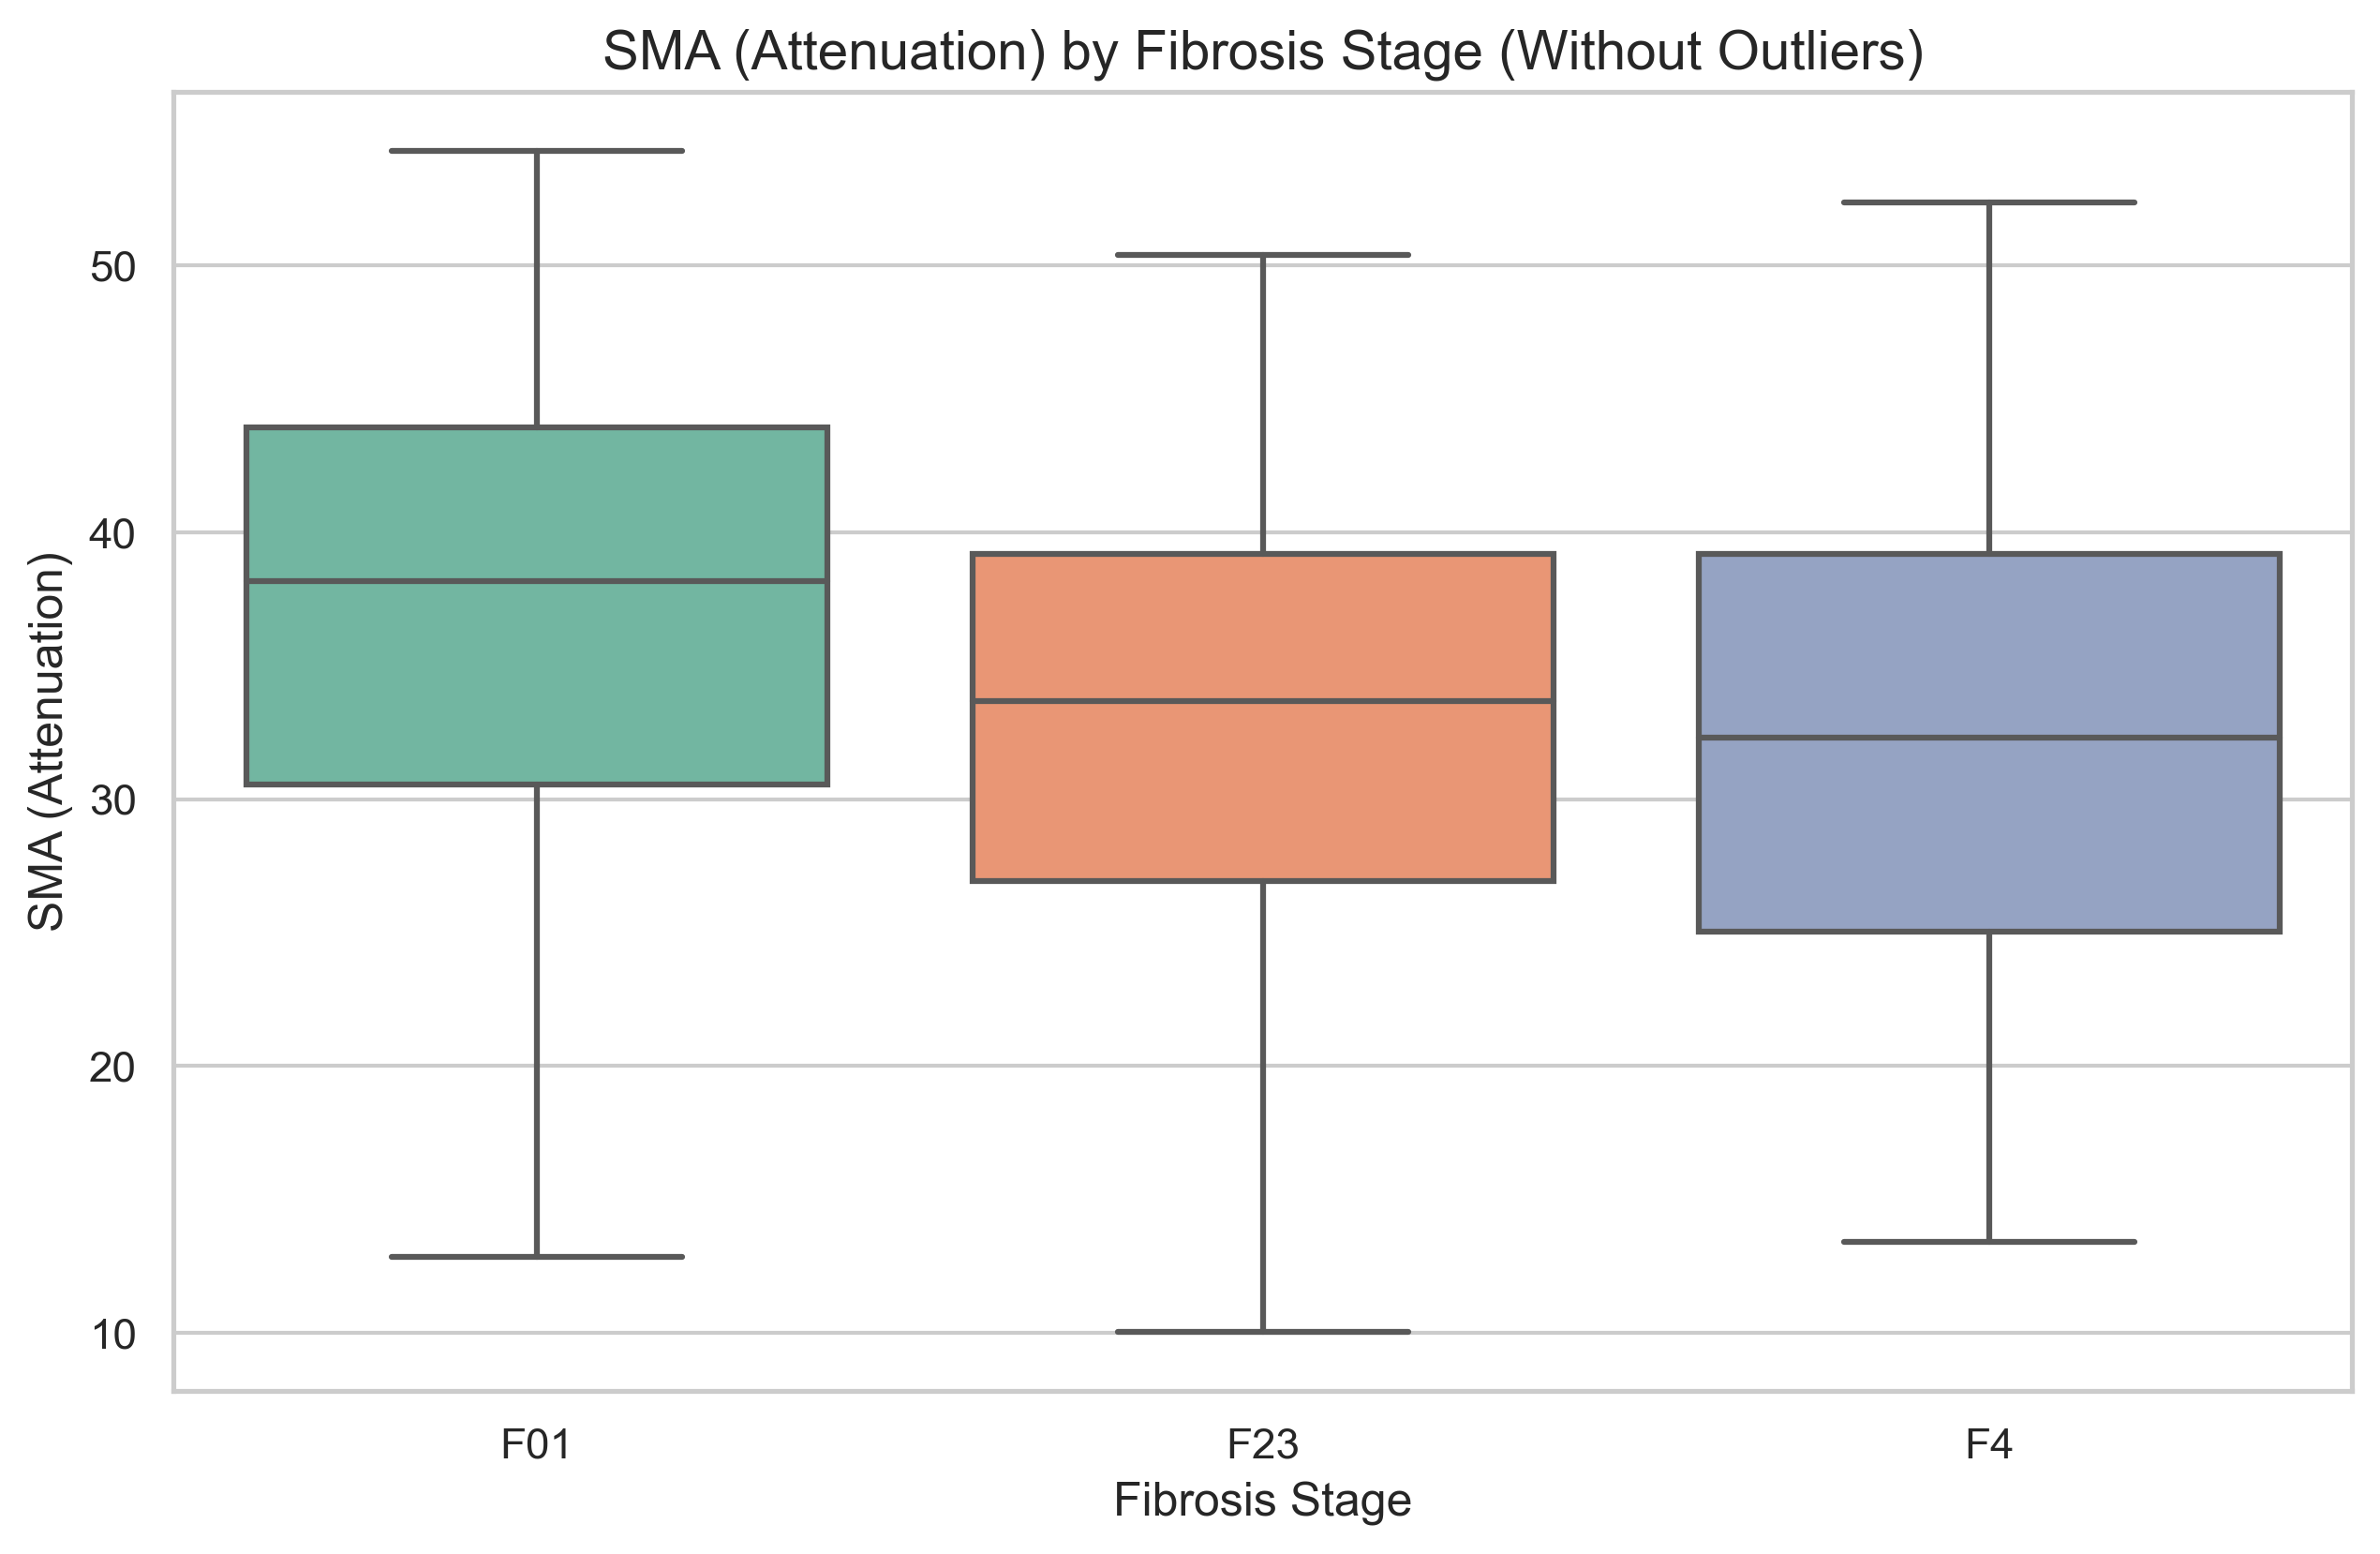 SMA (Attenuation) by Fibrosis Stage (Without Outliers)
SMA (Attenuation)
50
40
30
20
10
F01
F23
F4
Fibrosis Stage